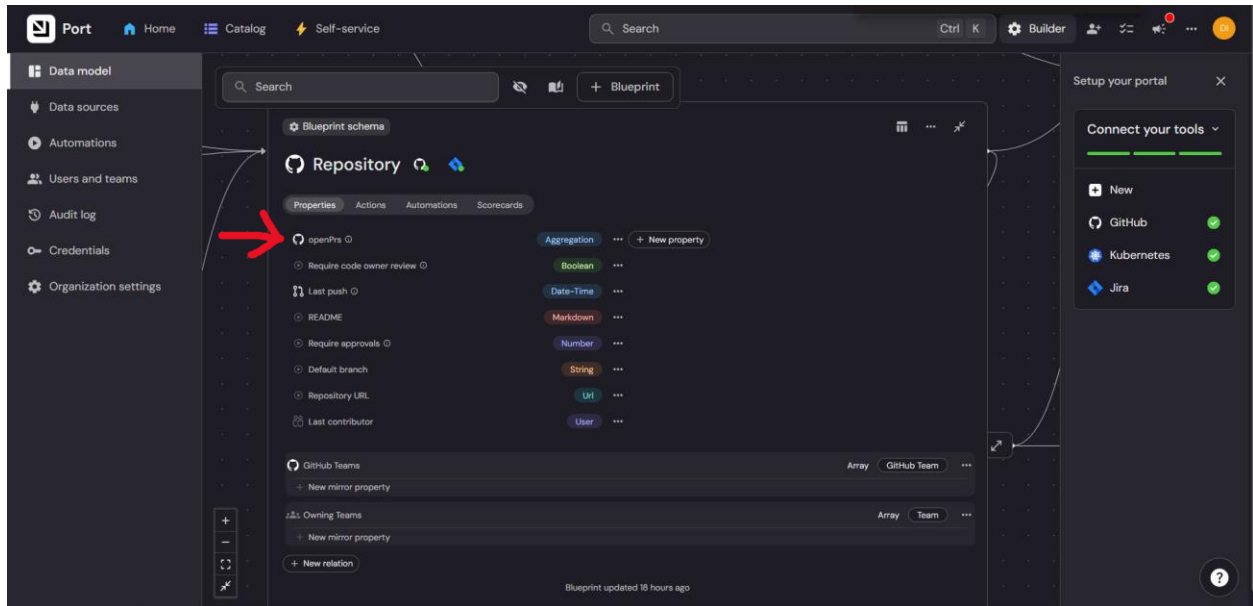 Port Home Catalog Self-service Search Ctrl K Builder DI
Data model
Data sources
Automations
Users and teams
Audit log
Credentials
Organization settings
Search + Blueprint
Blueprint schema
Repository
Properties Actions Automations Scorecards
openPrs Aggregation + New property
Require code owner review Boolean
Last push Date-Time
README Markdown
Require approvals Number
Default branch String
Repository URL Url
Last contributor User
GitHub Teams Array GitHub Team
+ New mirror property
Owning Teams Array Team
+ New mirror property
+ New relation
Blueprint updated 18 hours ago
Setup your portal
Connect your tools
New
GitHub
Kubernetes
Jira